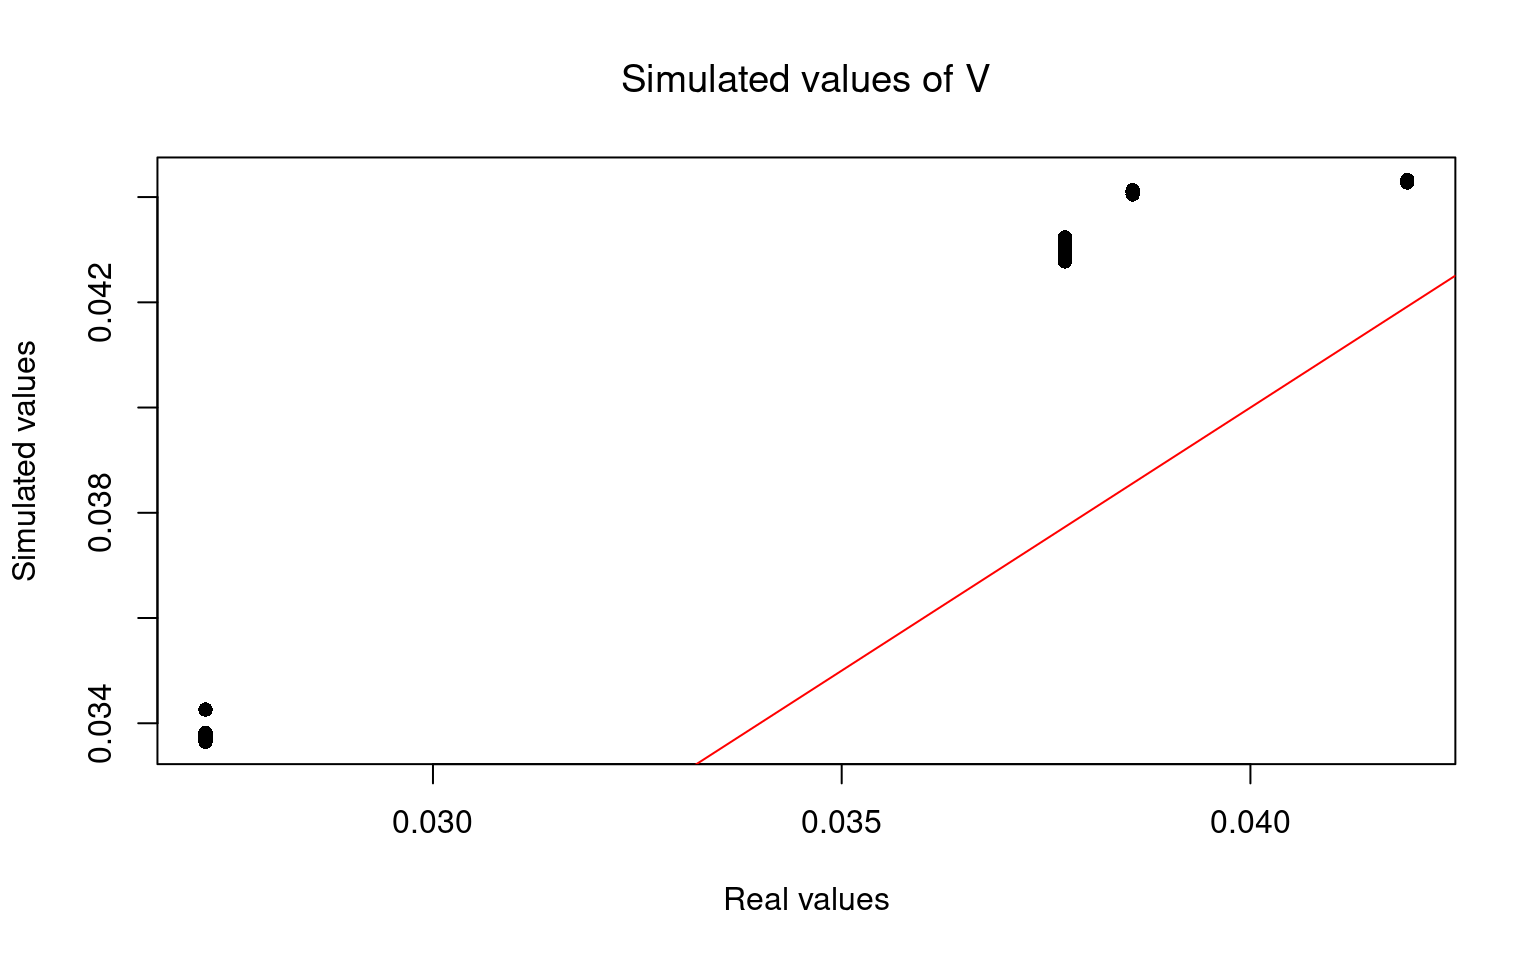 Simulated values of V
Simulated values
0.042
0.038
0.034
0.030 0.035 0.040
Real values